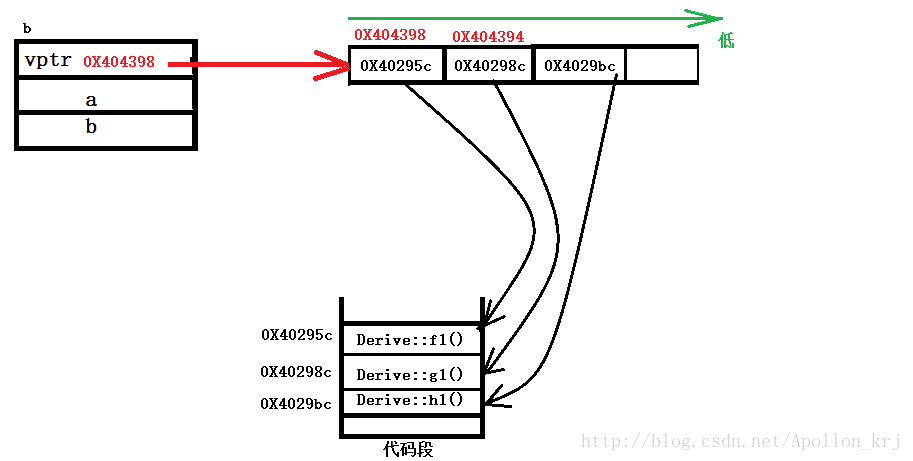 b
vptr 0X404398
a
b
0X404398 0X404394
低
0X40295c 0X40298c 0X4029bc
0X40295c Derive::f1()
0X40298c Derive::g1()
0X4029bc Derive::h1()
代码段
http://blog.csdn.net/Apollon_krj